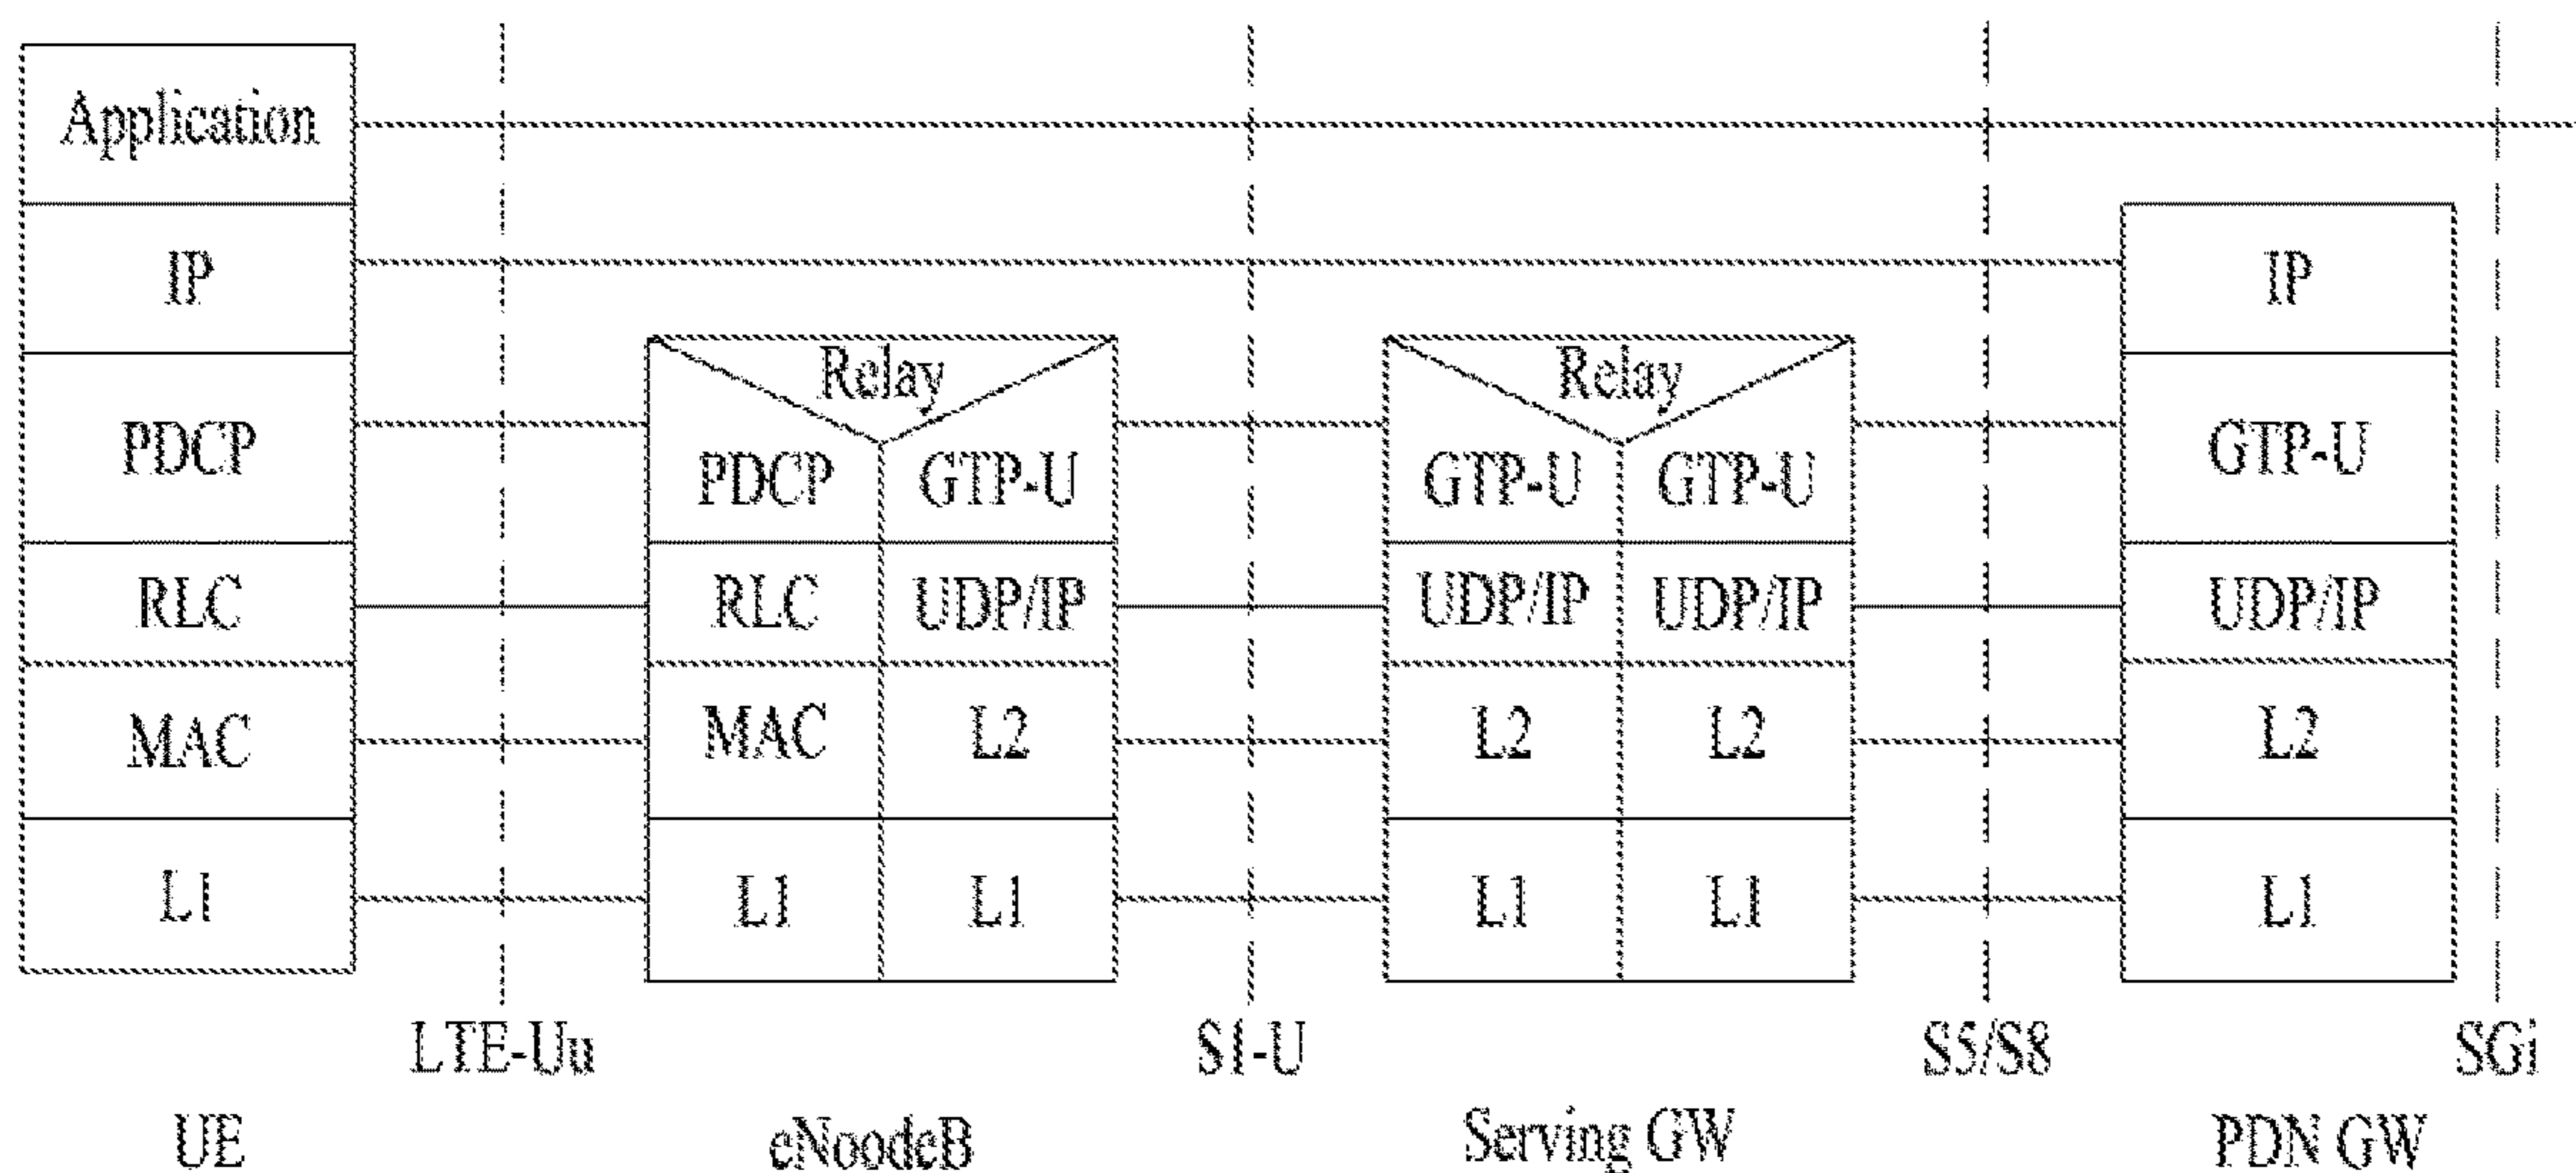 Application
IP
IP
Relay
Relay
PDCP
PDCP
GTP-U
GTP-U
GTP-U
GTP-U
RLC
RLC
UDP/IP
UDP/IP
UDP/IP
UDP/IP
MAC
MAC
L2
L2
L2
L2
L1
L1
L1
L1
L1
L1
LTE-Uu
S1-U
S5/S8
SGi
UE
eNoodeB
Serving GW
PDN GW